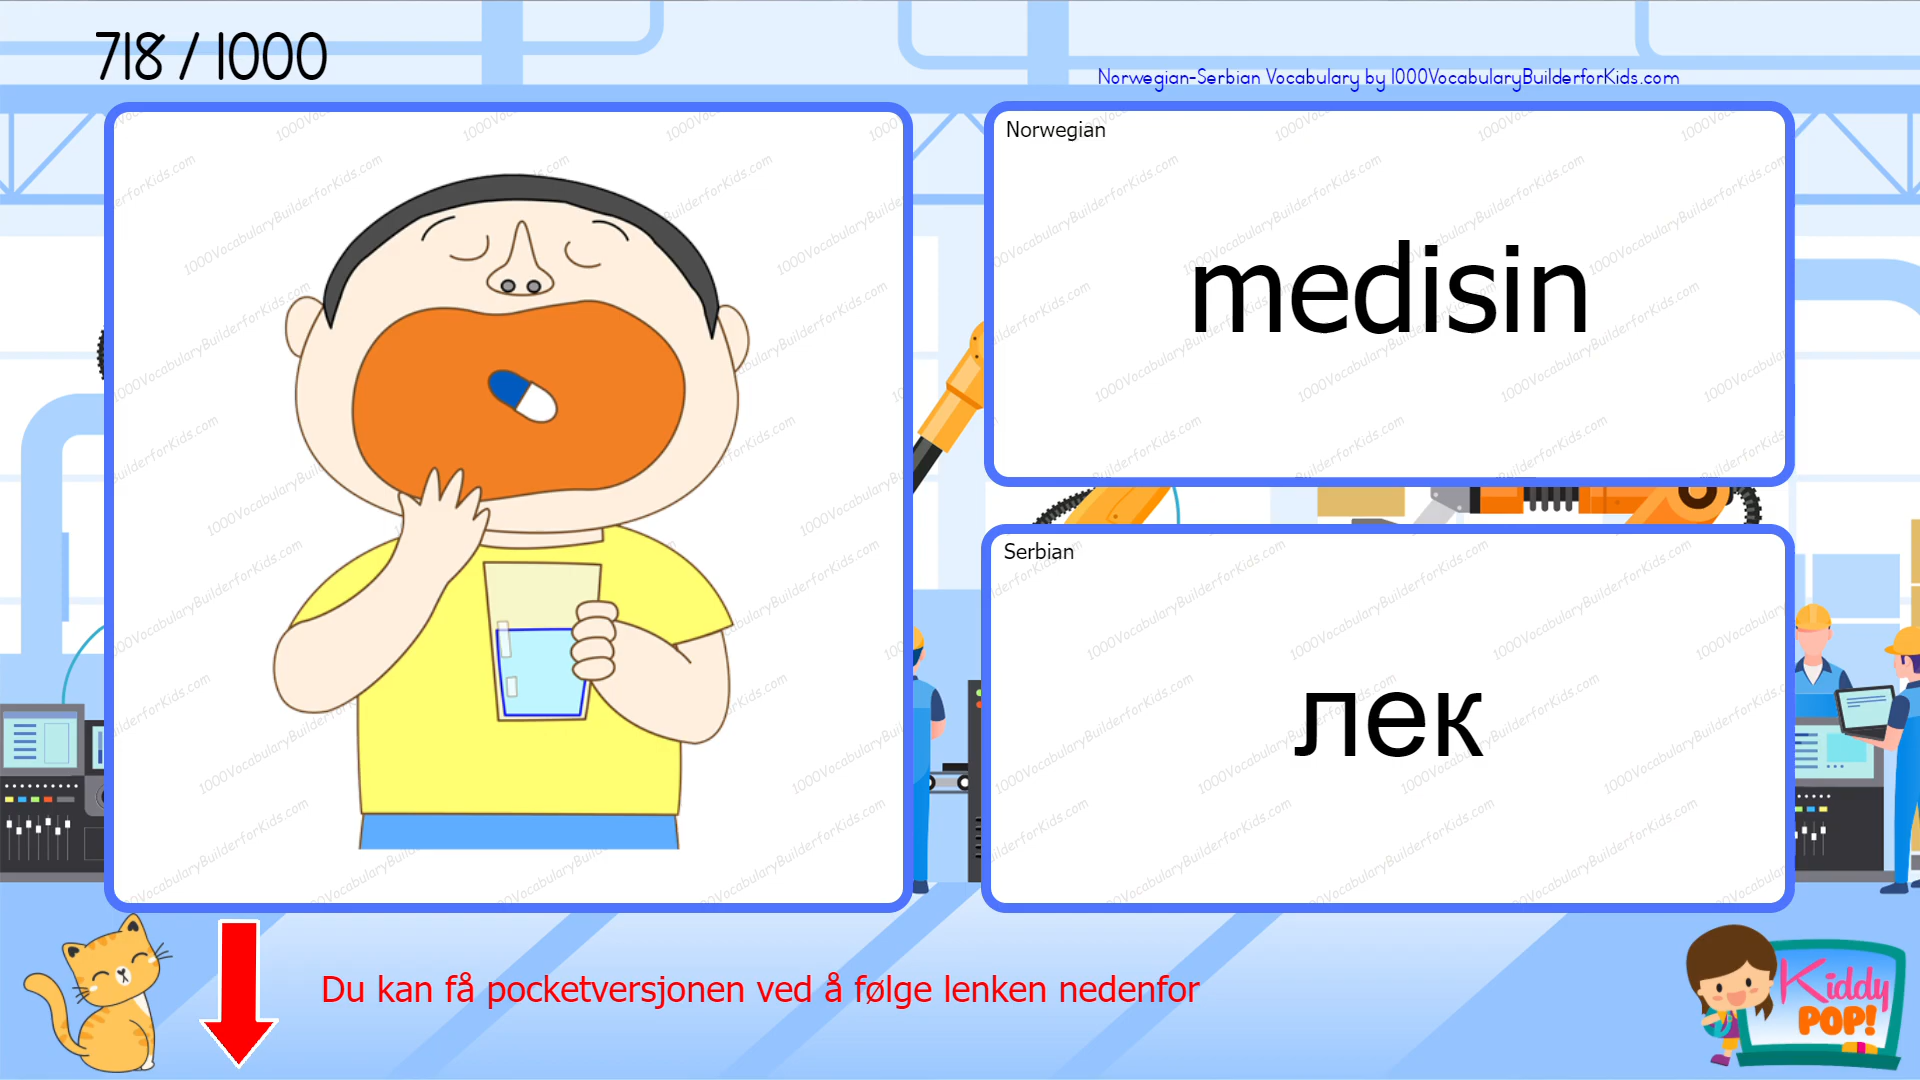 718 / 1000
Norwegian-Serbian Vocabulary by 1000VocabularyBuilderforKids.com
Norwegian
medisin
Serbian
лек
Du kan få pocketversjonen ved å følge lenken nedenfor
Kiddy
POP!